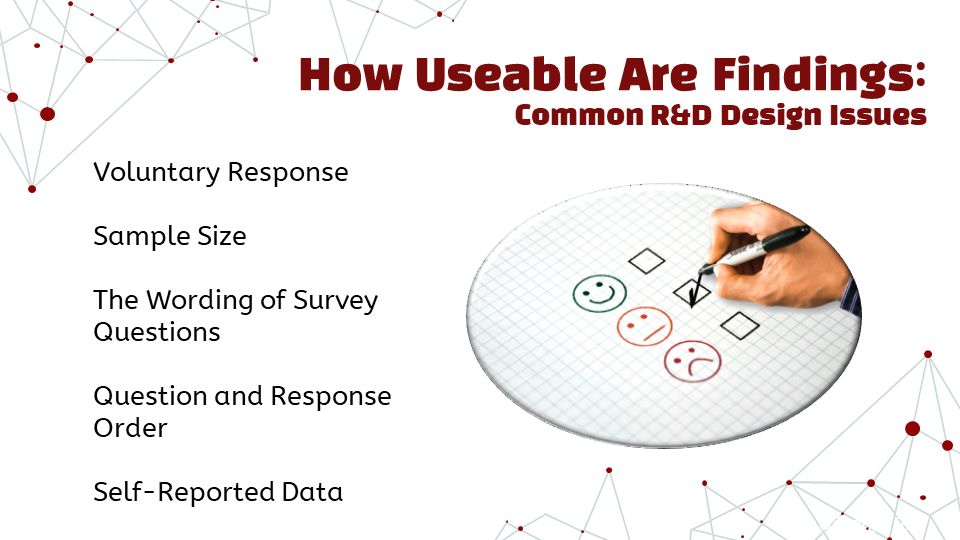 How Useable Are Findings:
Common R&D Design Issues
Voluntary Response
Sample Size
The Wording of Survey
Questions
Question and Response
Order
Self-Reported Data